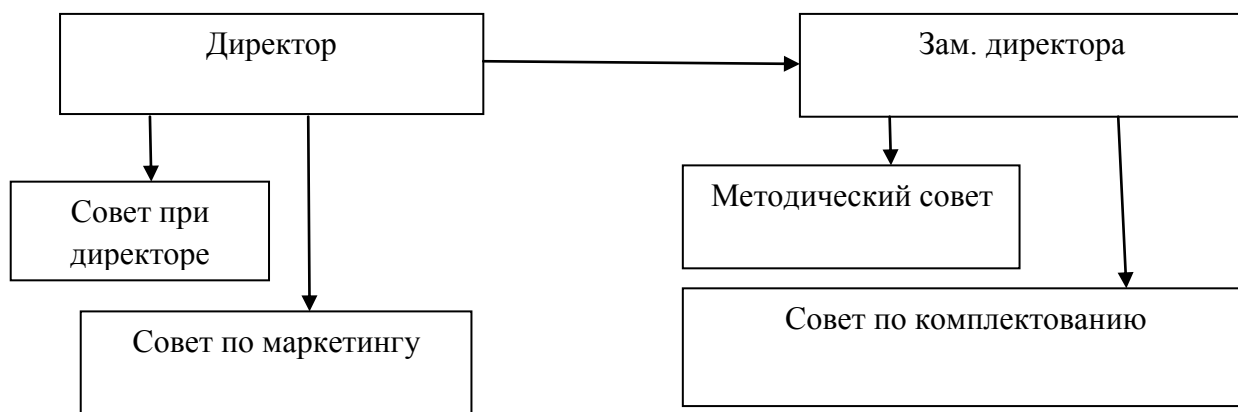 Директор
Зам. директора
Совет при
директоре
Методический совет
Совет по маркетингу
Совет по комплектованию